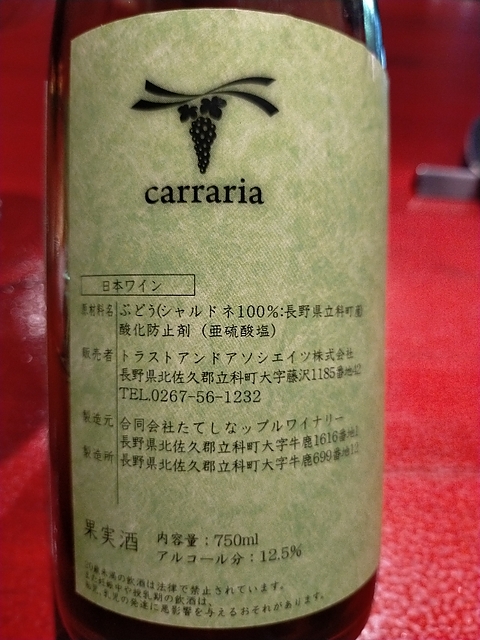 carraria
日本ワイン
原材料名 ぶどう(シャルドネ100%:長野県立科町産)
酸化防止剤（亜硫酸塩）
販売者 トラストアンドアソシエイツ株式会社
長野県北佐久郡立科町大字藤沢1185番地42
TEL.0267-56-1232
製造元 合同会社たてしなップルワイナリー
長野県北佐久郡立科町大字牛鹿1616番地1
製造所 長野県北佐久郡立科町大字牛鹿699番地12
果実酒 内容量：750ml
アルコール分：12.5%
の飲酒は法律で禁止されています。
また妊娠中や授乳期の飲酒は、
胎児・乳児の発達に悪影響を与えるおそれがあります。